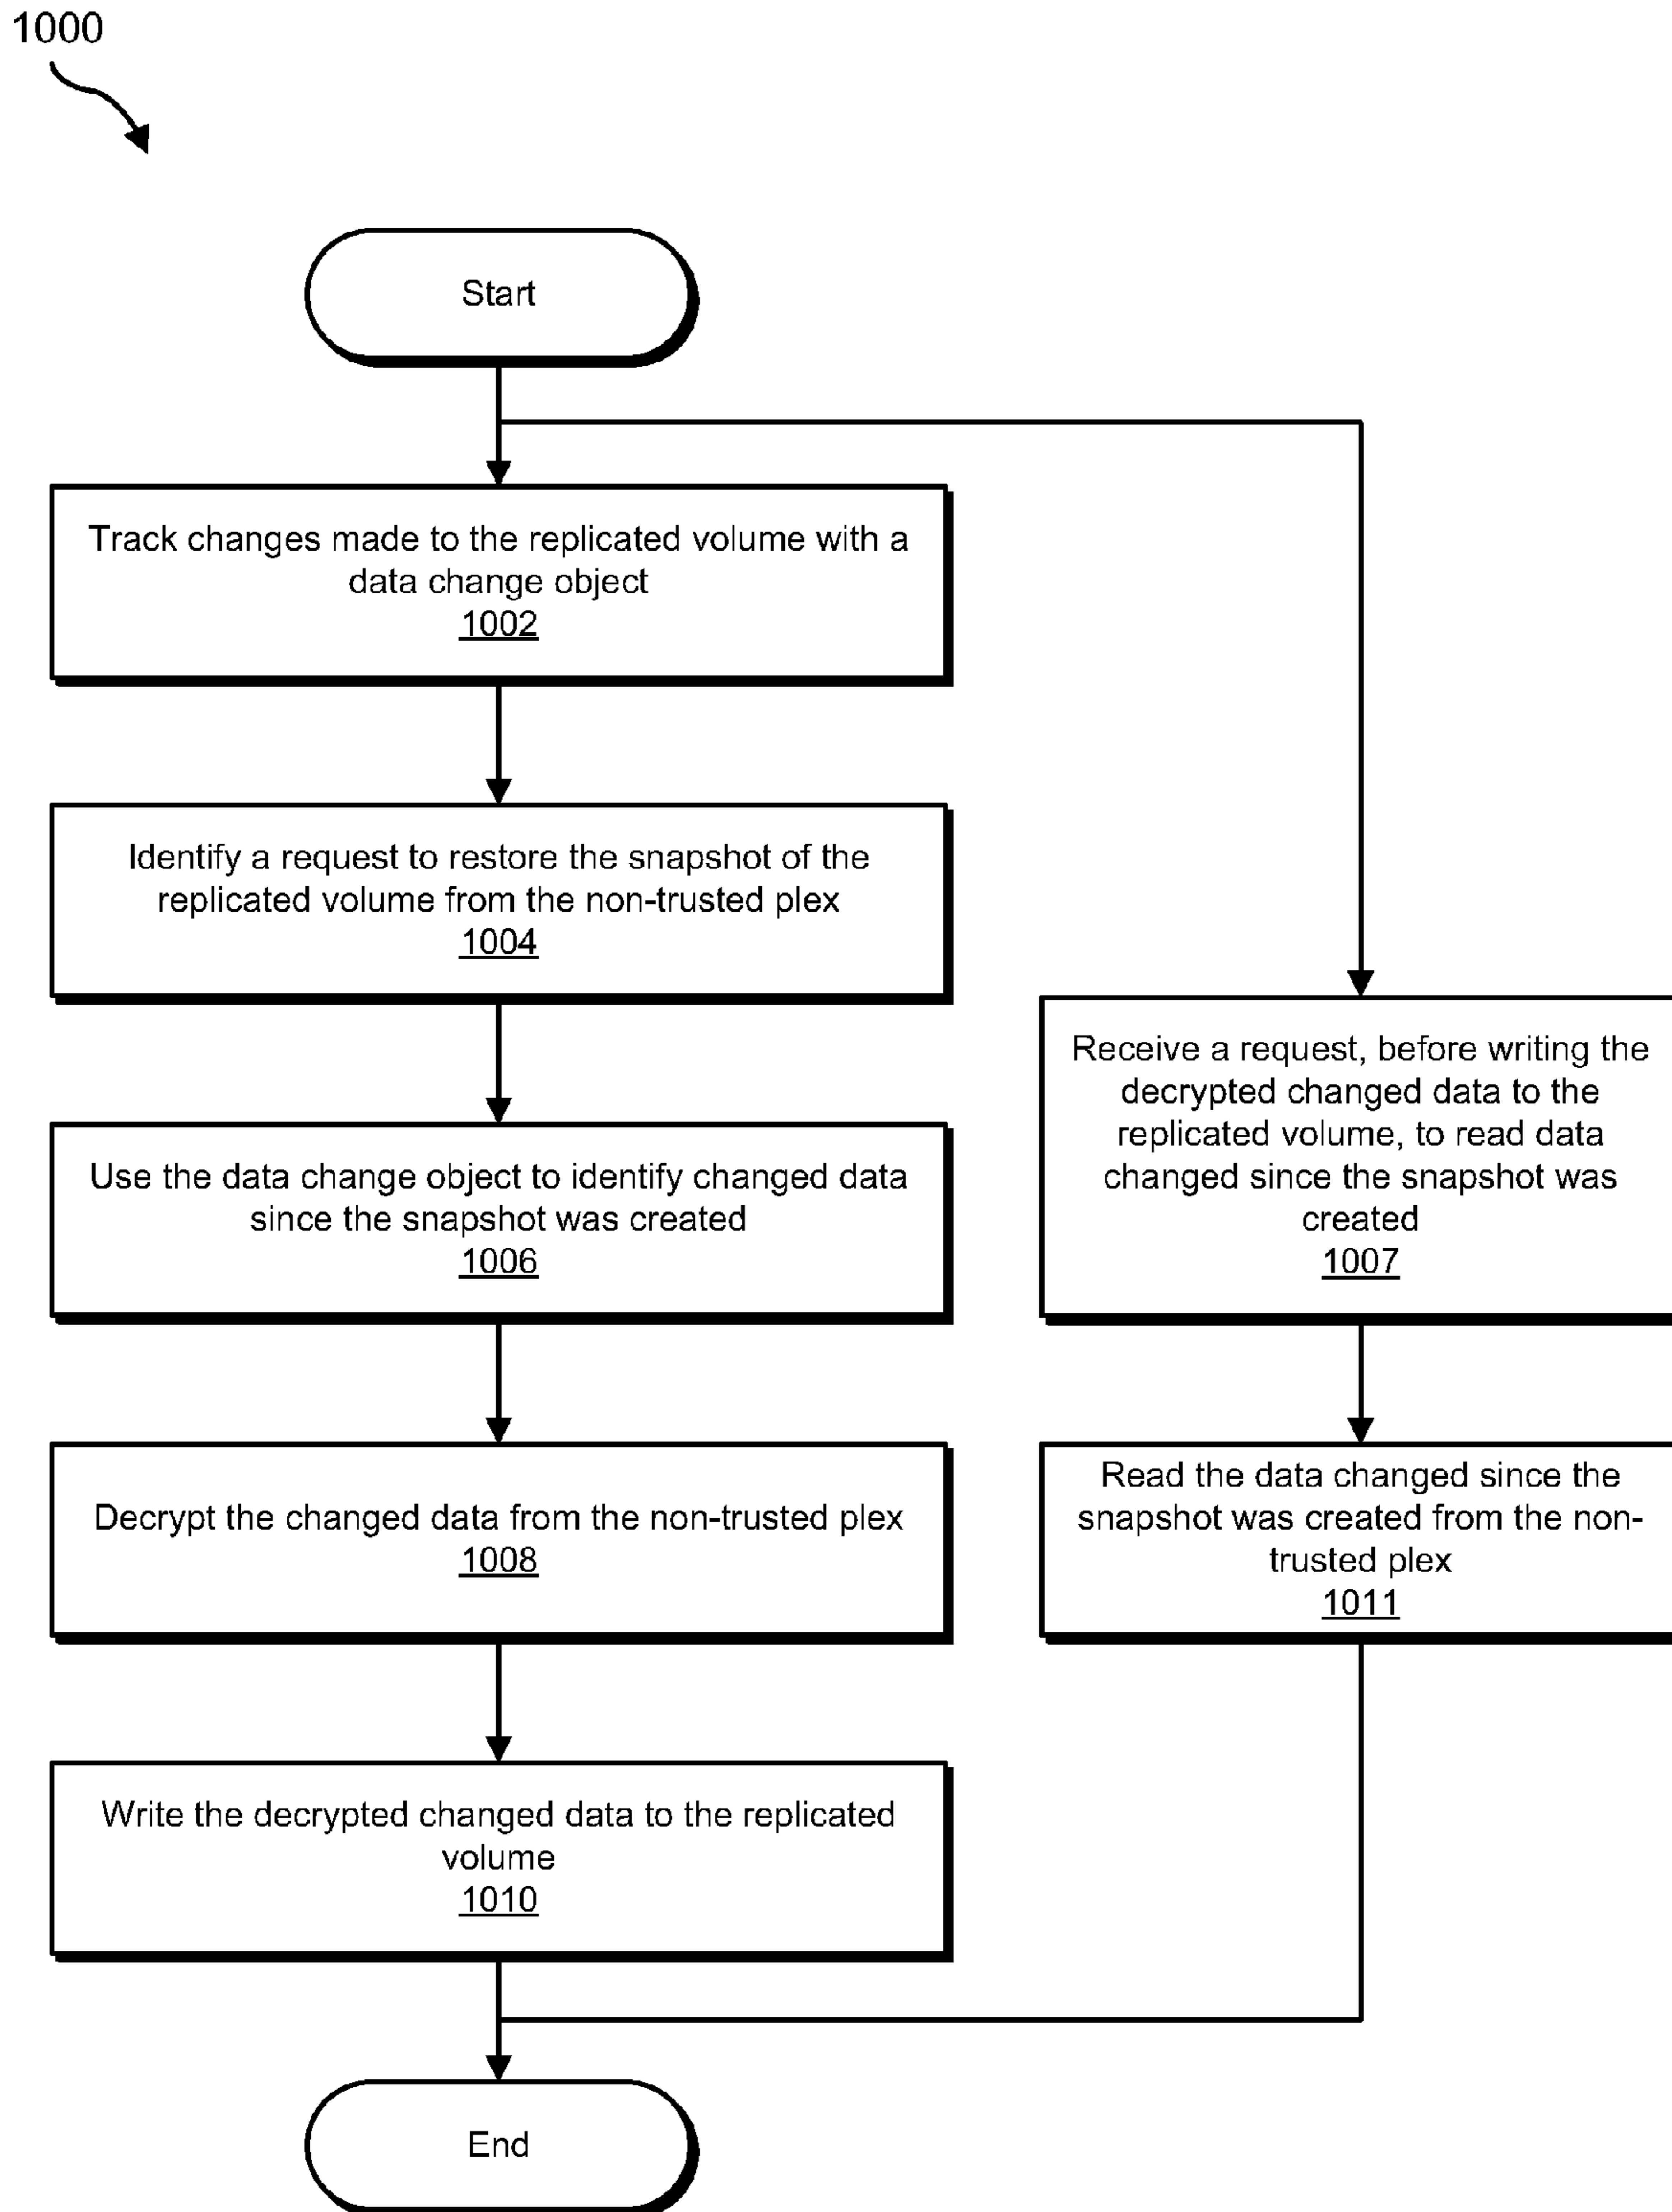 1000
Start
Track changes made to the replicated volume with a
data change object
1002
Identify a request to restore the snapshot of the
replicated volume from the non-trusted plex
1004
Use the data change object to identify changed data
since the snapshot was created
1006
Receive a request, before writing the
decrypted changed data to the
replicated volume, to read data
changed since the snapshot was
created
1007
Decrypt the changed data from the non-trusted plex
1008
Read the data changed since the
snapshot was created from the non-
trusted plex
1011
Write the decrypted changed data to the replicated
volume
1010
End